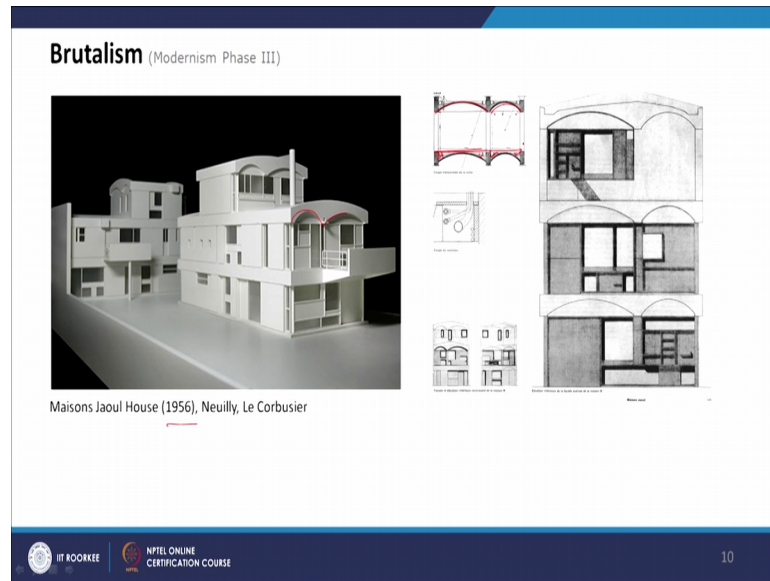 Brutalism (Modernism Phase III)
Maisons Jaoul House (1956), Neuilly, Le Corbusier
IIT ROORKEE
NPTEL ONLINE
CERTIFICATION COURSE
10